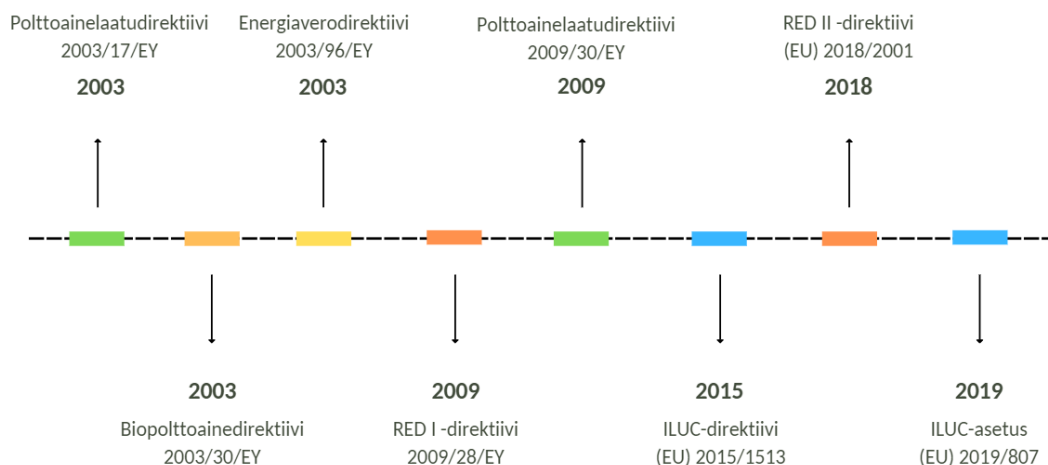 Polttoainelaatudirektiivi
2003/17/EY
2003
Energiaverodirektiivi
2003/96/EY
2003
Polttoainelaatudirektiivi
2009/30/EY
2009
RED II -direktiivi
(EU) 2018/2001
2018
2003
Biopolttoainedirektiivi
2003/30/EY
2009
RED I -direktiivi
2009/28/EY
2015
ILUC-direktiivi
(EU) 2015/1513
2019
ILUC-asetus
(EU) 2019/807